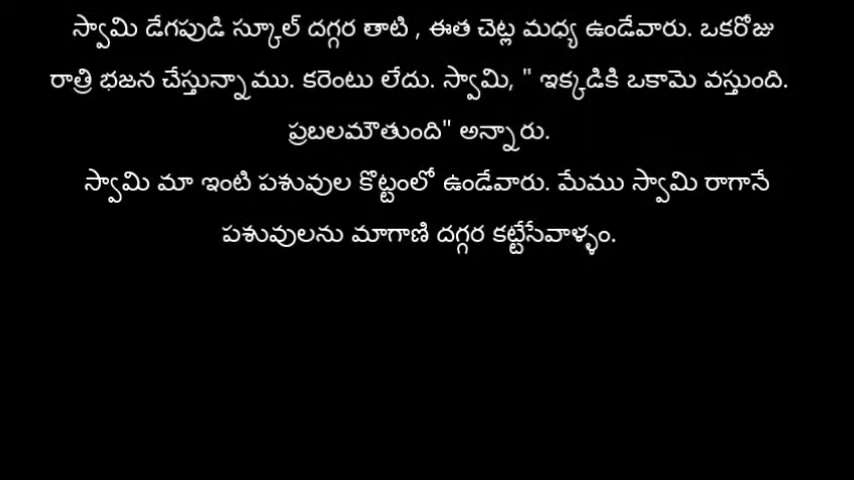 స్వామి డేగపుడి స్కూల్ దగ్గర తాటి , ఈత చెట్ల మధ్య ఉండేవారు. ఒకరోజు
రాత్రి భజన చేస్తున్నాము. కరెంటు లేదు. స్వామి, " ఇక్కడికి ఒకామె వస్తుంది.
ప్రబలమౌతుంది" అన్నారు.
స్వామి మా ఇంటి పశువుల కొట్టంలో ఉండేవారు. మేము స్వామి రాగానే
పశువులను మాగాణి దగ్గర కట్టేసేవాళ్ళం.